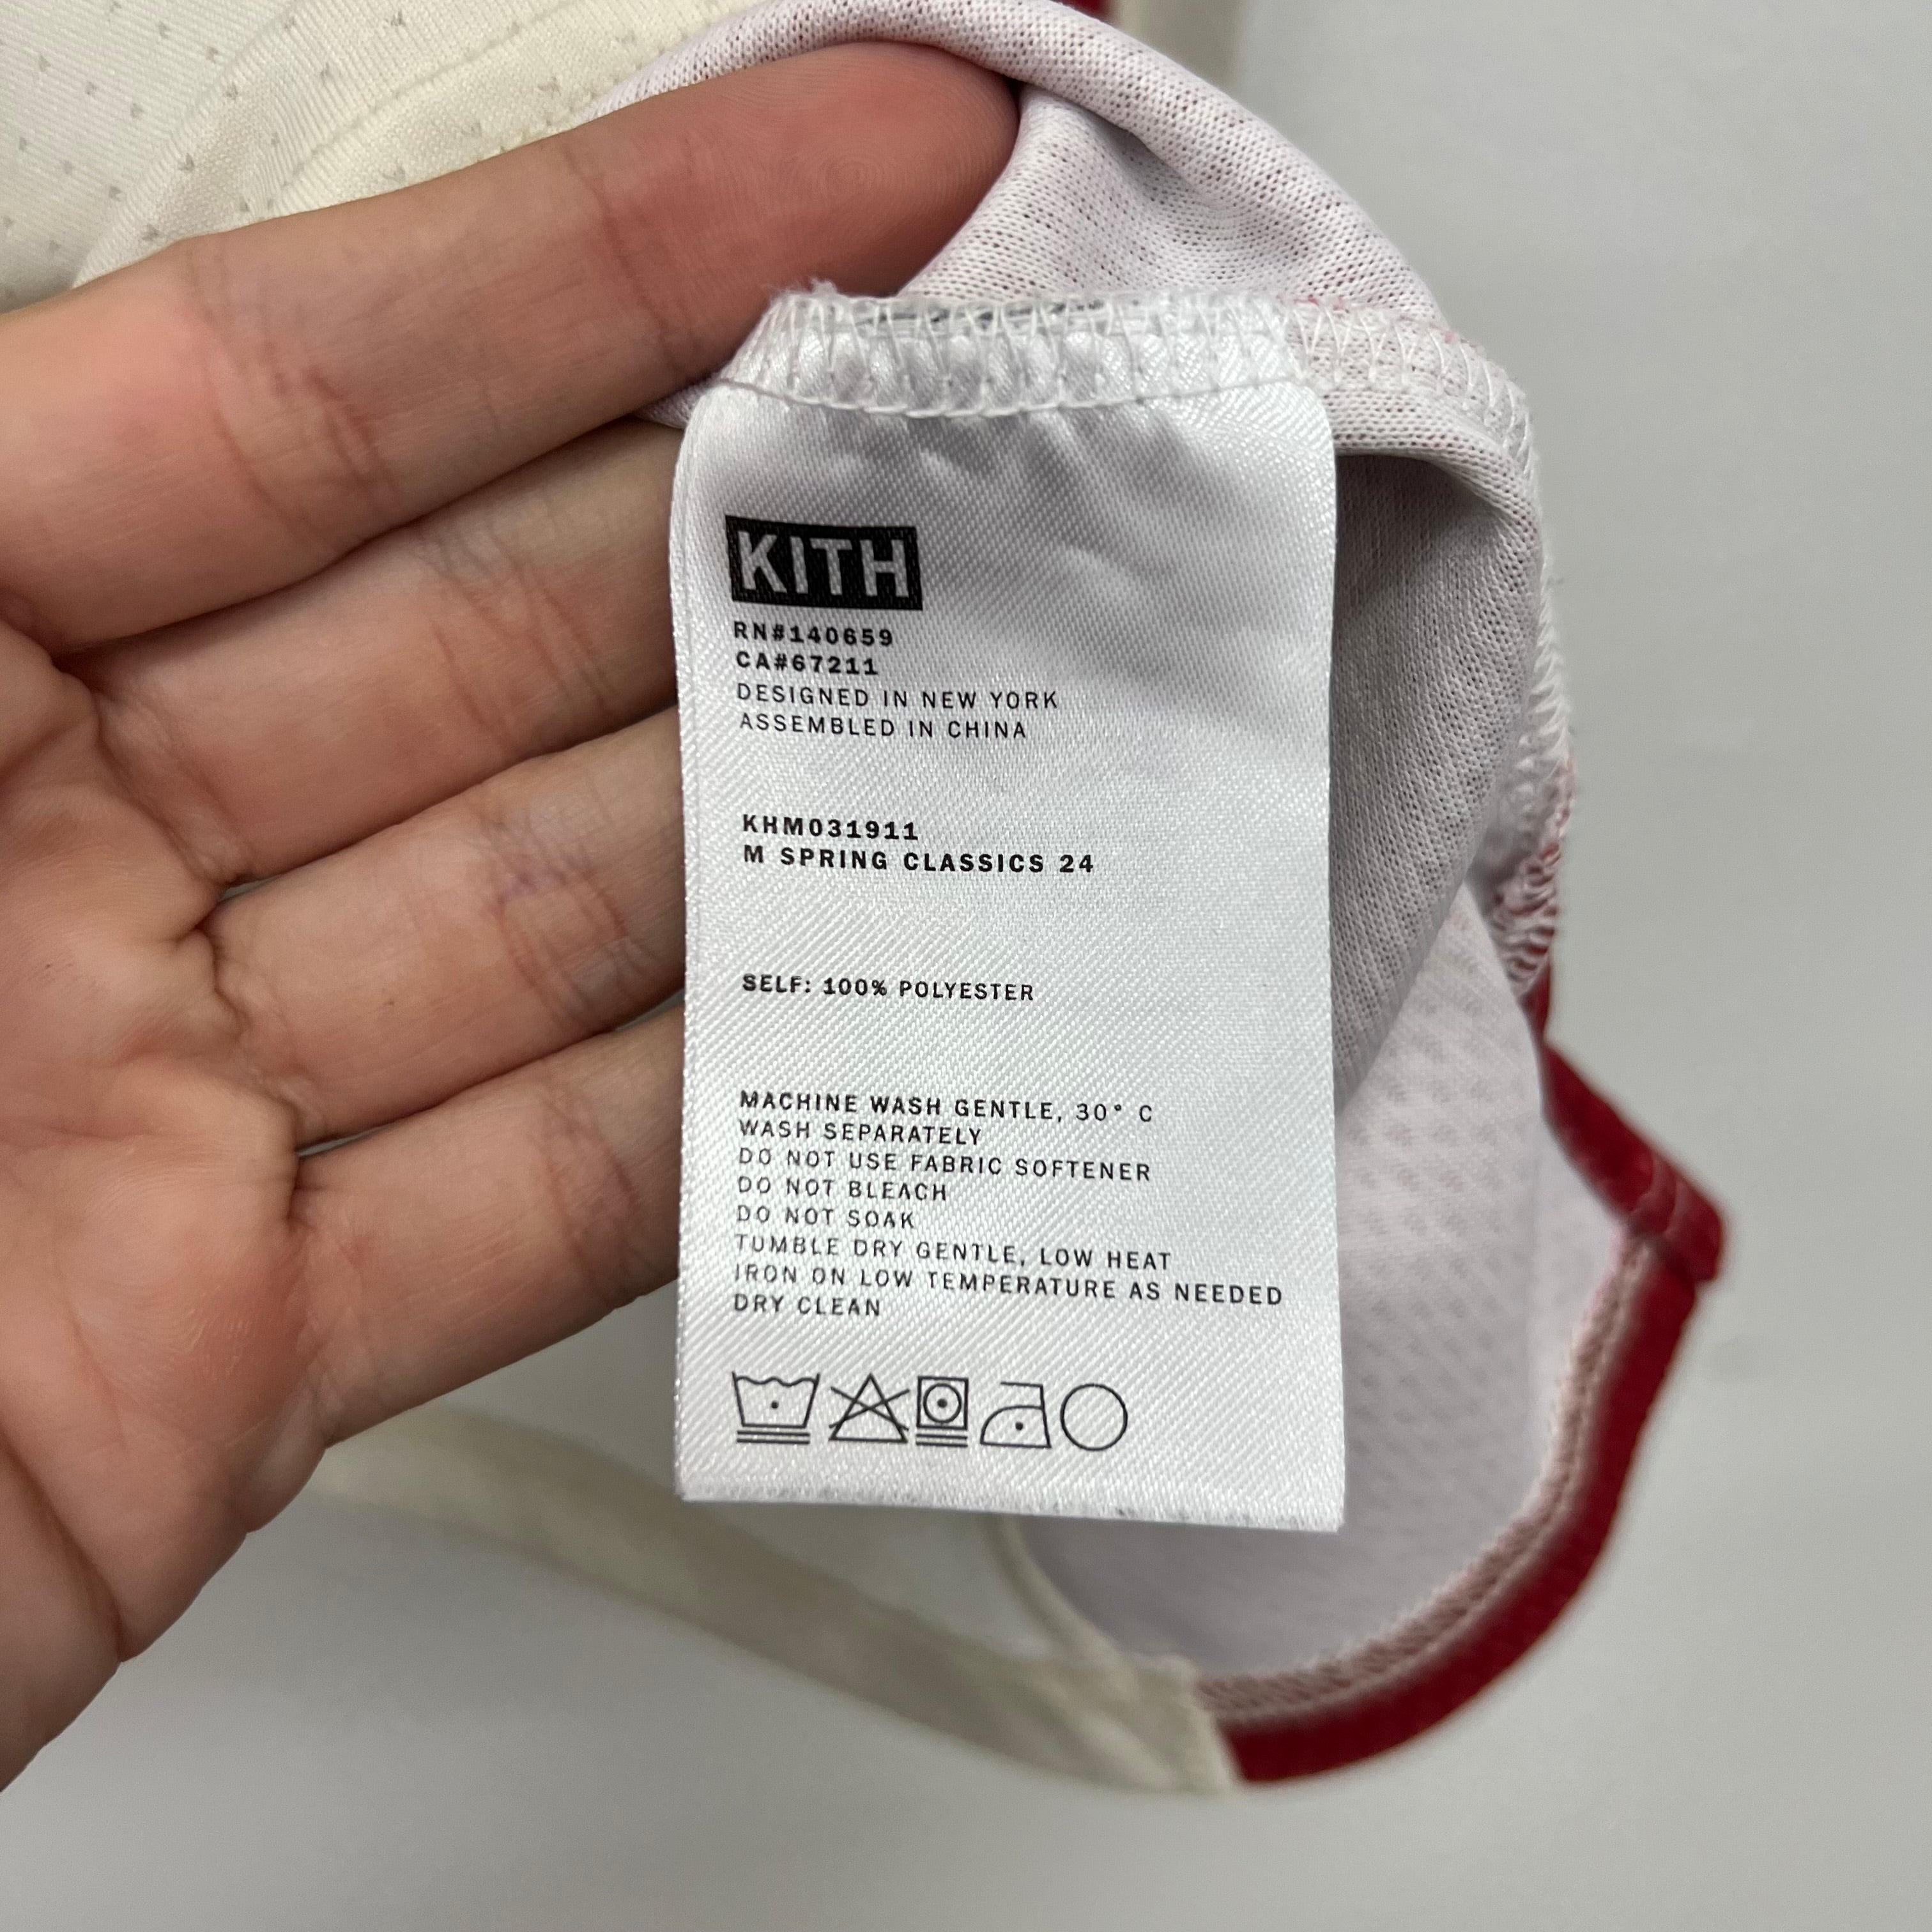 KITH
RN#140659
CA#67211
DESIGNED IN NEW YORK
ASSEMBLED IN CHINA
KHM031911
M SPRING CLASSICS 24
SELF: 100% POLYESTER
MACHINE WASH GENTLE, 30° C
WASH SEPARATELY
DO NOT USE FABRIC SOFTENER
DO NOT BLEACH
DO NOT SOAK
TUMBLE DRY GENTLE, LOW HEAT
IRON ON LOW TEMPERATURE AS NEEDED
DRY CLEAN